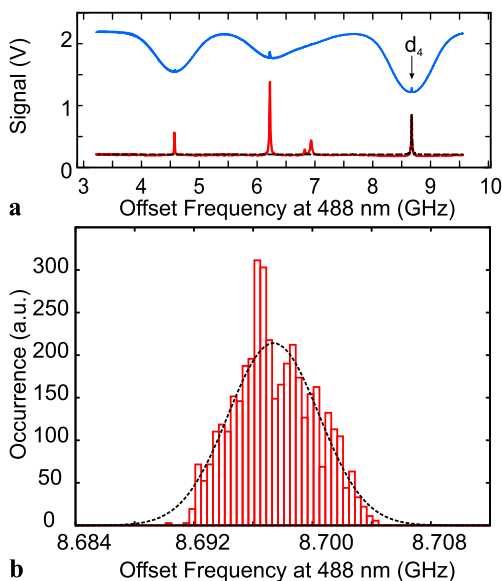 2
1
0
Signal (V)
d4
3 4 5 6 7 8 9 10
a Offset Frequency at 488 nm (GHz)
300
250
200
150
100
50
0
Occurrence (a.u.)
8.684 8.692 8.700 8.708
b Offset Frequency at 488 nm (GHz)